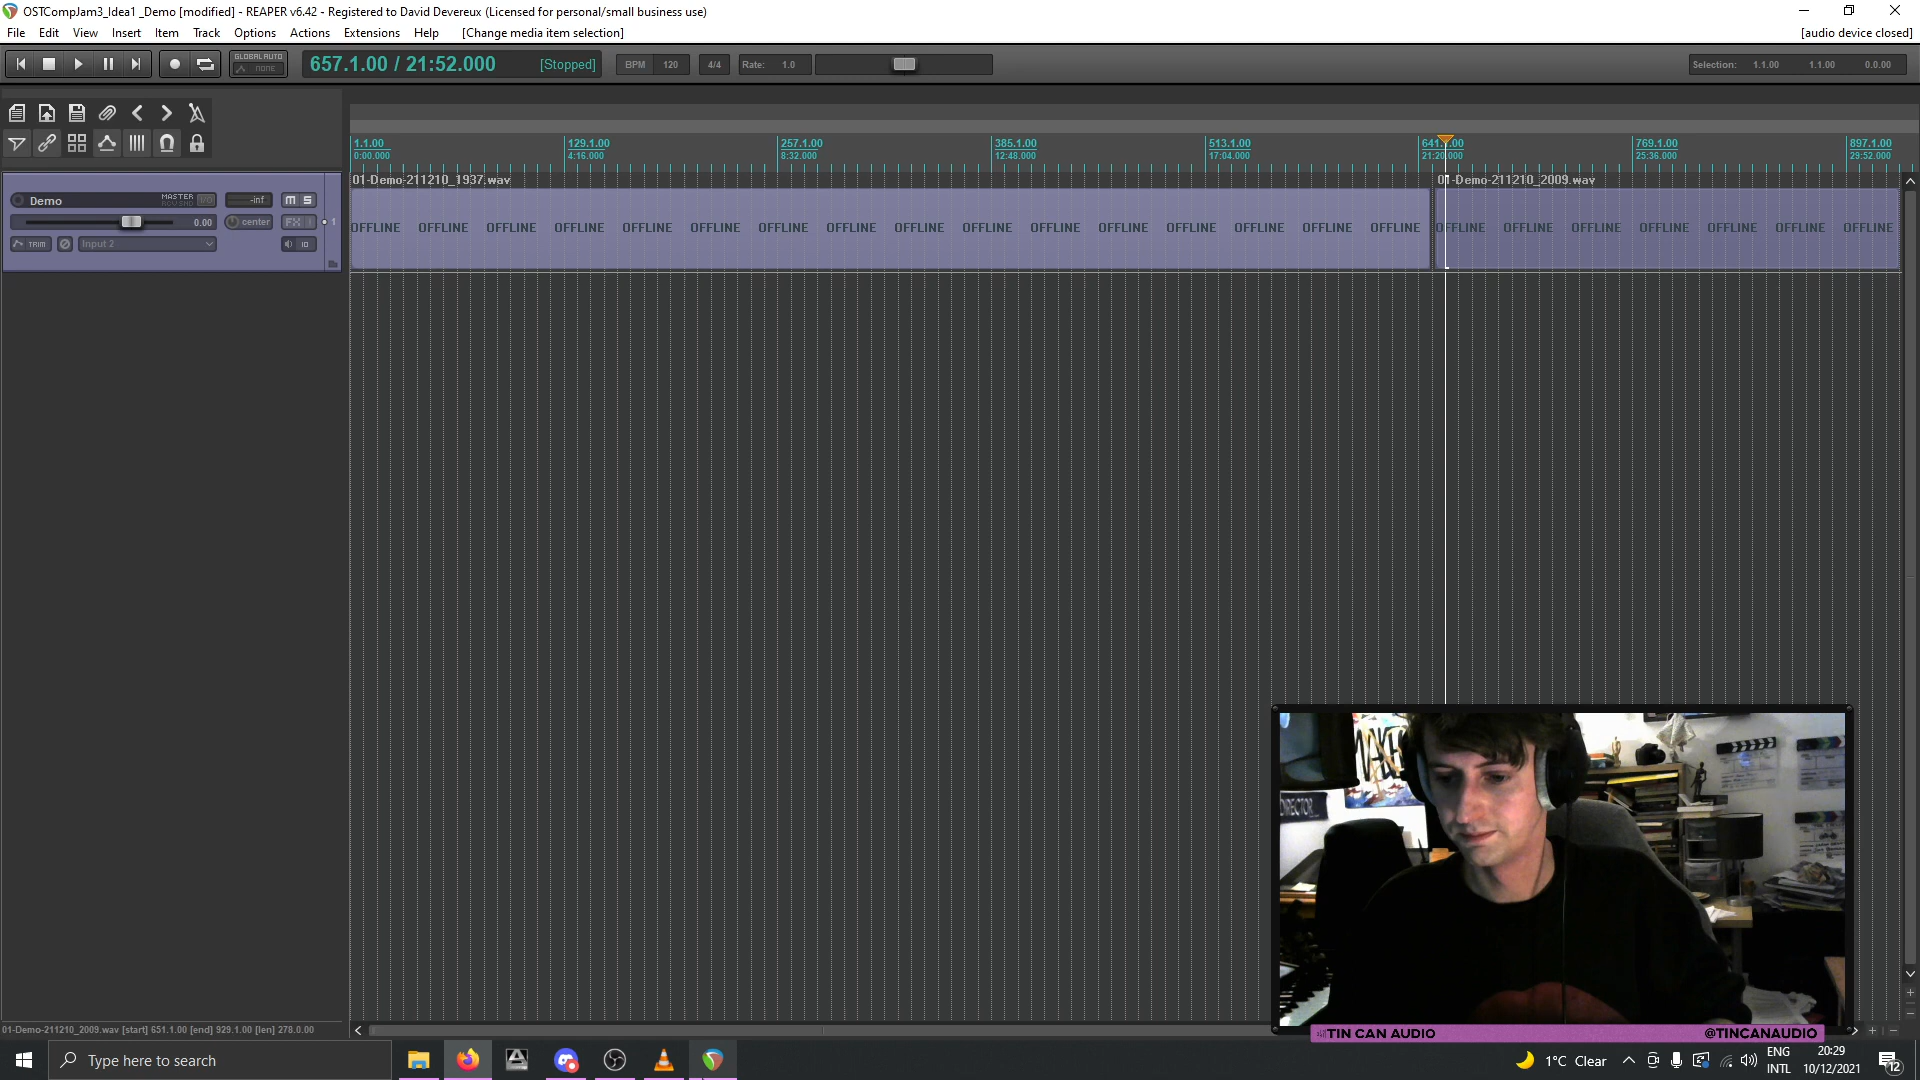 OSTCompJam3_Idea1 _Demo [modified] - REAPER v6.42 - Registered to David Devereux (Licensed for personal/small business use)
File Edit View Insert Item Track Options Actions Extensions Help [Change media item selection] [audio device closed]
GLOBAL AUTO
NONE
657.1.00 / 21:52.000 [Stopped]
BPM 120 4/4 Rate: 1.0
Selection: 1.1.00 1.1.00 0.0.00
1.1.00 129.1.00 257.1.00 385.1.00 513.1.00 769.1.00 897.1.00
0:00.000 4:16.000 8:32.000 12:48.000 17:04.000 25:36.000 29:52.000
01-Demo-211210_1937.wav
-Demo-211210_2009.wav
Demo MASTER -inf M S
0.00 center FX 1
TRIM Input 2
OFFLINE OFFLINE OFFLINE OFFLINE OFFLINE OFFLINE OFFLINE OFFLINE OFFLINE OFFLINE OFFLINE OFFLINE OFFLINE OFFLINE OFFLINE OFFLINE OFFLINE OFFLINE OFFLINE OFFLINE OFFLINE OFFLINE OFFLINE
MAKE
DIRECTOR
TIN CAN AUDIO @TINCANAUDIO
01-Demo-211210_2009.wav [start] 651.1.00 [end] 929.1.00 [len] 278.0.00
Type here to search
1°C Clear
ENG
INTL
20:29
10/12/2021
12